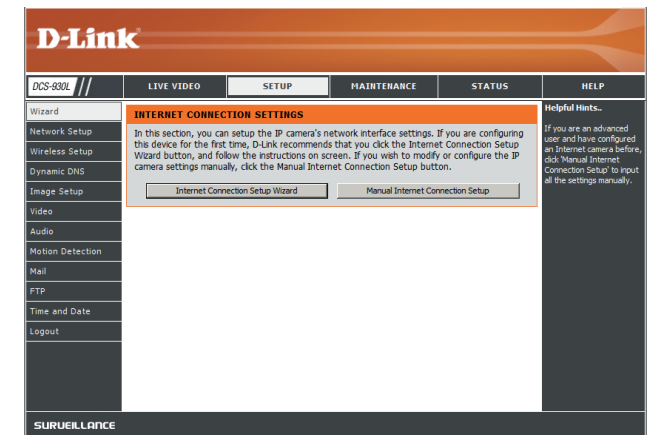 D-Link
DCS-930L //
LIVE VIDEO
SETUP
MAINTENANCE
STATUS
HELP
Wizard
Network Setup
Wireless Setup
Dynamic DNS
Image Setup
Video
Audio
Motion Detection
Mail
FTP
Time and Date
Logout
INTERNET CONNECTION SETTINGS
In this section, you can setup the IP camera's network interface settings. If you are configuring
this device for the first time, D-Link recommends that you click the Internet Connection Setup
Wizard button, and follow the instructions on screen. If you wish to modify or configure the IP
camera settings manually, click the Manual Internet Connection Setup button.
Internet Connection Setup Wizard
Manual Internet Connection Setup
Helpful Hints..
If you are an advanced
user and have configured
an Internet camera before,
click 'Manual Internet
Connection Setup' to input
all the settings manually.
SURVEILLANCE